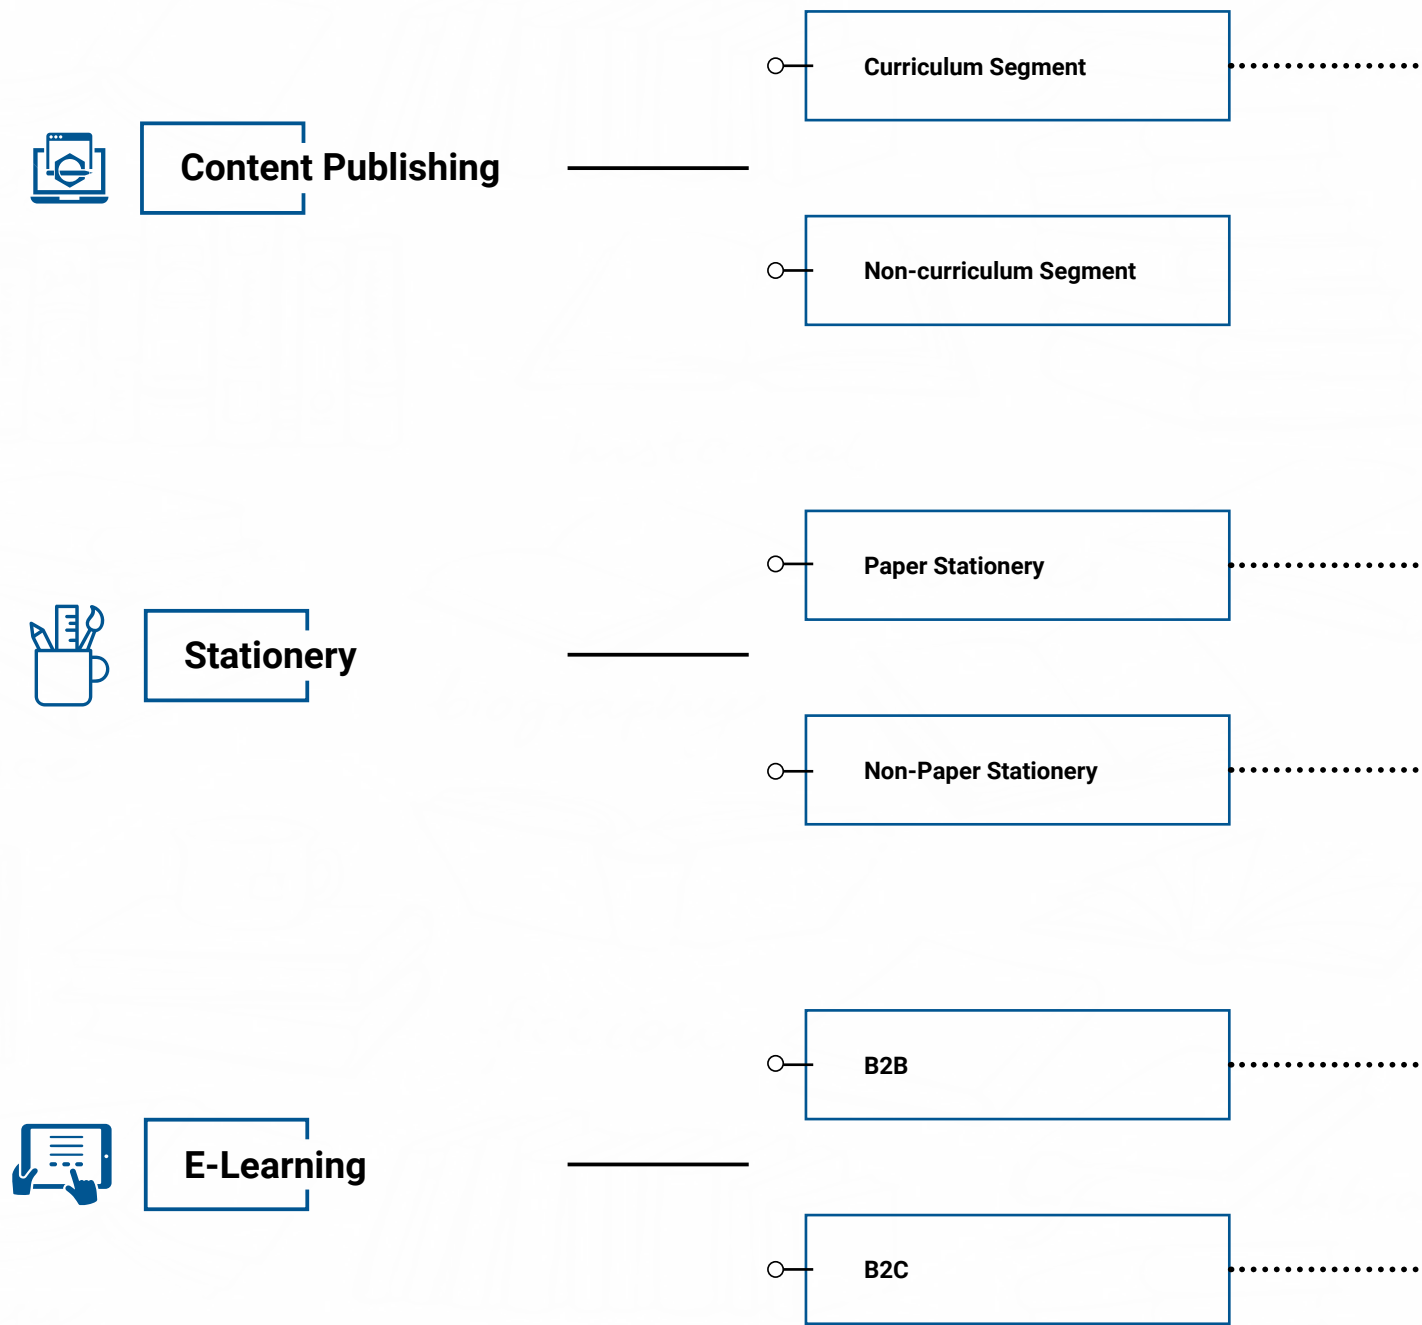 Content Publishing
Curriculum Segment
Non-curriculum Segment
Stationery
Paper Stationery
Non-Paper Stationery
E-Learning
B2B
B2C